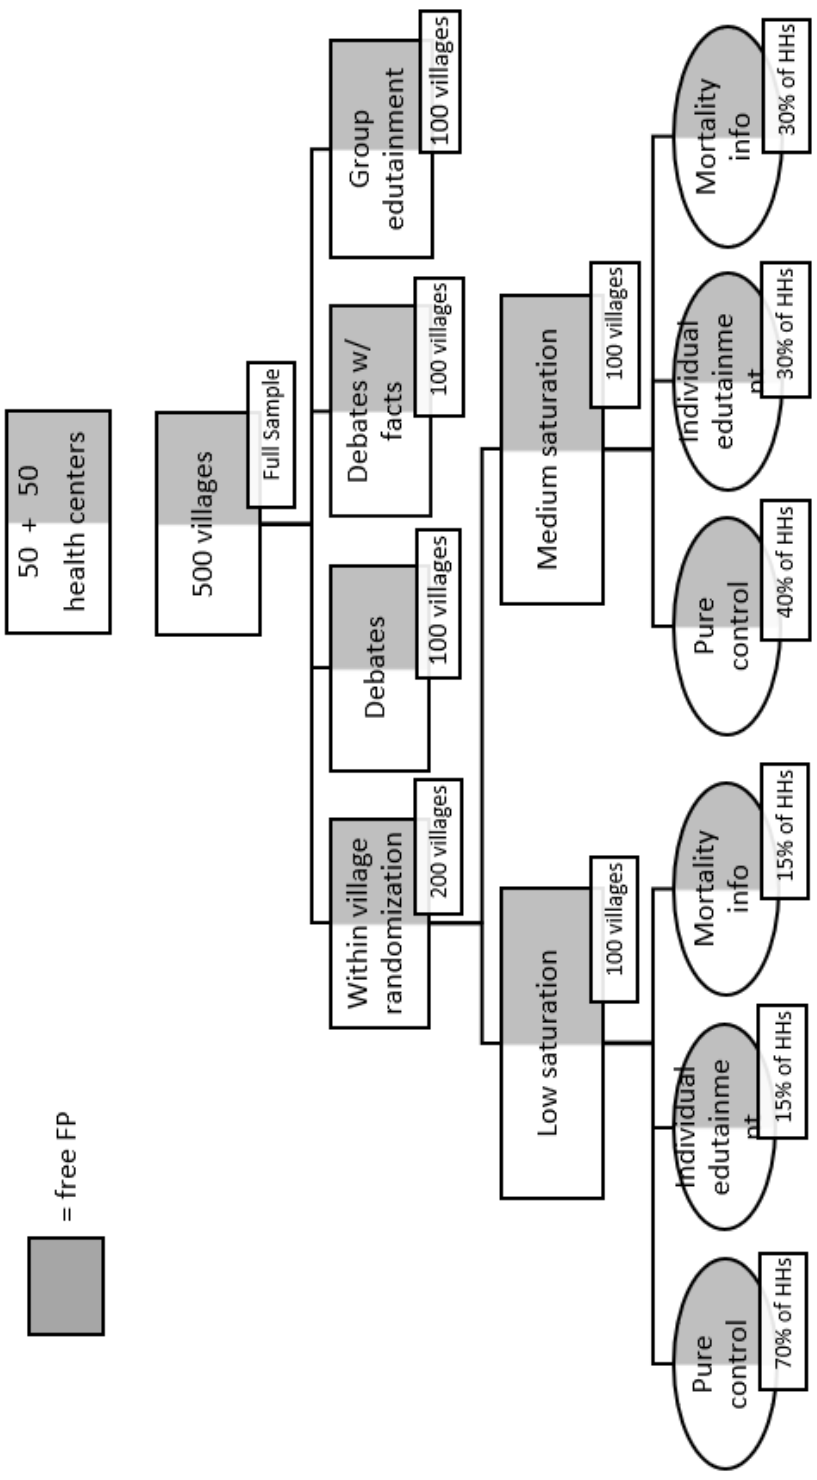 = free FP
50 + 50
health centers
500 villages
Full Sample
Within village
randomization
200 villages
Debates
100 villages
Debates w/
facts
100 villages
Group
edutainment
100 villages
Low saturation
100 villages
Medium saturation
100 villages
Pure
control
70% of HHs
Individual
edutainme
nt
15% of HHs
Mortality
info
15% of HHs
Pure
control
40% of HHs
Individual
edutainme
nt
30% of HHs
Mortality
info
30% of HHs